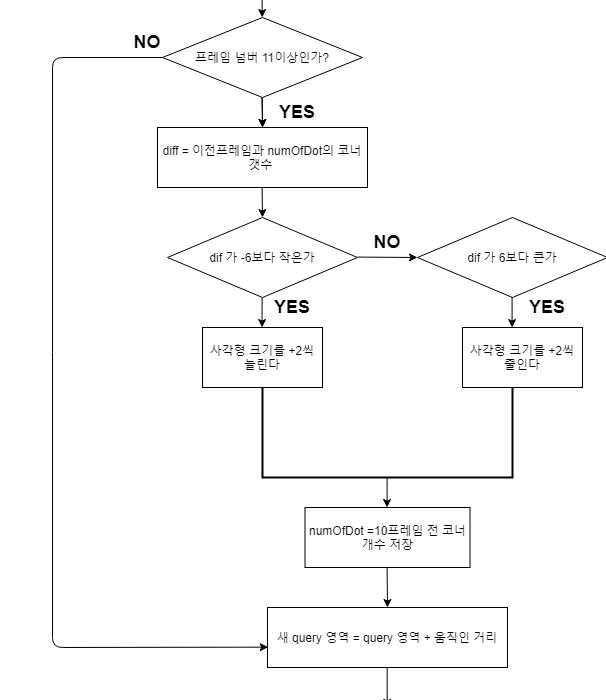 NO
프레임 넘버 11이상인가?
YES
diff = 이전프레임과 numOfDot의 코너
갯수
dif 가 -6보다 작은가
NO
dif 가 6보다 큰가
YES
YES
사각형 크기를 +2씩
늘린다
사각형 크기를 +2씩
줄인다
numOfDot =10프레임 전 코너
개수 저장
새 query 영역 = query 영역 + 움직인 거리